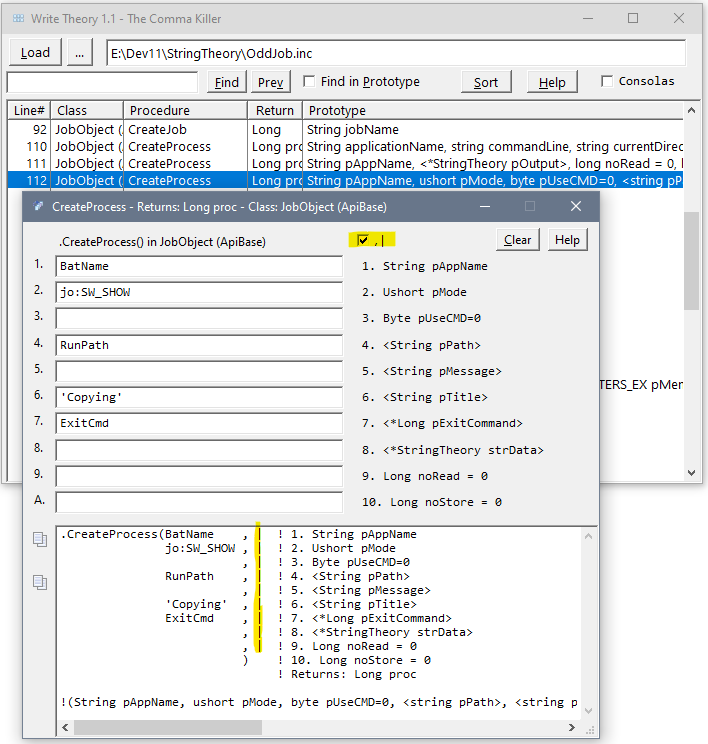 Write Theory 1.1 - The Comma Killer
Load ... E:\Dev11\StringTheory\OddJob.inc
Find Prev Find in Prototype Sort Help Consolas
Line# Class Procedure Return Prototype
92 JobObject (. CreateJob Long String jobName
110 JobObject (. CreateProcess Long proc String applicationName, string commandLine, string currentDirec
111 JobObject (. CreateProcess Long proc String pAppName, <*StringTheory pOutput>, long noRead = 0, l
112 JobObject (. CreateProcess Long proc String pAppName, ushort pMode, byte pUseCMD=0, <string pP
CreateProcess - Returns: Long proc - Class: JobObject (ApiBase)
.CreateProcess() in JobObject (ApiBase) ,| Clear Help
1. BatName 1. String pAppName
2. jo:SW_SHOW 2. Ushort pMode
3. 3. Byte pUseCMD=0
4. RunPath 4. <String pPath>
TERS_EX pMer
5. 5. <String pMessage>
6. 'Copying' 6. <String pTitle>
7. ExitCmd 7. <*Long pExitCommand>
8. 8. <*StringTheory strData>
9. 9. Long noRead = 0
A. 10. Long noStore = 0
.CreateProcess(BatName , | ! 1. String pAppName
jo:SW_SHOW , | ! 2. Ushort pMode
, | ! 3. Byte pUseCMD=0
RunPath , | ! 4. <String pPath>
, | ! 5. <String pMessage>
'Copying' , | ! 6. <String pTitle>
ExitCmd , | ! 7. <*Long pExitCommand>
, | ! 8. <*StringTheory strData>
, | ! 9. Long noRead = 0
) ! 10. Long noStore = 0
! Returns: Long proc
!(String pAppName, ushort pMode, byte pUseCMD=0, <string pPath>, <string p